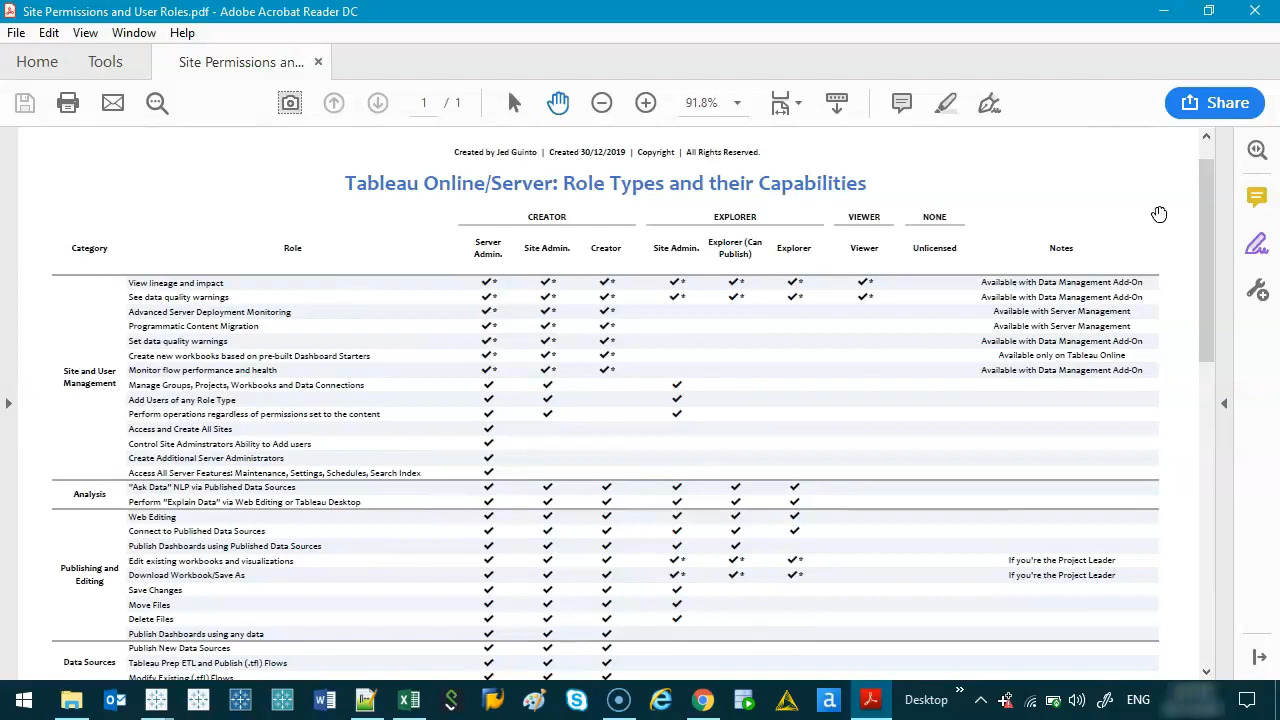 Site Permissions and User Roles.pdf - Adobe Acrobat Reader DC
File Edit View Window Help
Home Tools Site Permissions an... ×
1 / 1 91.8% Share
Created by Jed Guinto | Created 30/12/2019 | Copyright | All Rights Reserved.
Tableau Online/Server: Role Types and their Capabilities
CREATOR EXPLORER VIEWER NONE
Category Role Server Admin. Site Admin. Creator Site Admin. Explorer (Can Publish) Explorer Viewer Unlicensed Notes
Site and User Management
View lineage and impact ✔* ✔* ✔* ✔* ✔* ✔* ✔* Available with Data Management Add-On
See data quality warnings ✔* ✔* ✔* ✔* ✔* ✔* ✔* Available with Data Management Add-On
Advanced Server Deployment Monitoring ✔* ✔* ✔* Available with Server Management
Programmatic Content Migration ✔* ✔* ✔* Available with Server Management
Set data quality warnings ✔* ✔* ✔* Available with Data Management Add-On
Create new workbooks based on pre-built Dashboard Starters ✔* ✔* ✔* Available only on Tableau Online
Monitor flow performance and health ✔* ✔* ✔* Available with Data Management Add-On
Manage Groups, Projects, Workbooks and Data Connections ✔ ✔ ✔
Add Users of any Role Type ✔ ✔ ✔
Perform operations regardless of permissions set to the content ✔ ✔ ✔
Access and Create All Sites ✔
Control Site Adminstrators Ability to Add users ✔
Create Additional Server Administrators ✔
Access All Server Features: Maintenance, Settings, Schedules, Search Index ✔
Analysis
"Ask Data" NLP via Published Data Sources ✔ ✔ ✔ ✔ ✔ ✔
Perform "Explain Data" via Web Editing or Tableau Desktop ✔ ✔ ✔ ✔ ✔ ✔
Publishing and Editing
Web Editing ✔ ✔ ✔ ✔ ✔ ✔
Connect to Published Data Sources ✔ ✔ ✔ ✔ ✔ ✔
Publish Dashboards using Published Data Sources ✔ ✔ ✔ ✔ ✔
Edit existing workbooks and visualizations ✔ ✔ ✔ ✔* ✔* ✔* If you're the Project Leader
Download Workbook/Save As ✔ ✔ ✔ ✔* ✔* ✔* If you're the Project Leader
Save Changes ✔ ✔ ✔ ✔
Move Files ✔ ✔ ✔ ✔
Delete Files ✔ ✔ ✔ ✔
Publish Dashboards using any data ✔ ✔ ✔
Data Sources
Publish New Data Sources ✔ ✔ ✔
Tableau Prep ETL and Publish (.tfl) Flows ✔ ✔ ✔
Modify Existing (.tfl) Flows ✔ ✔ ✔
Desktop » ENG